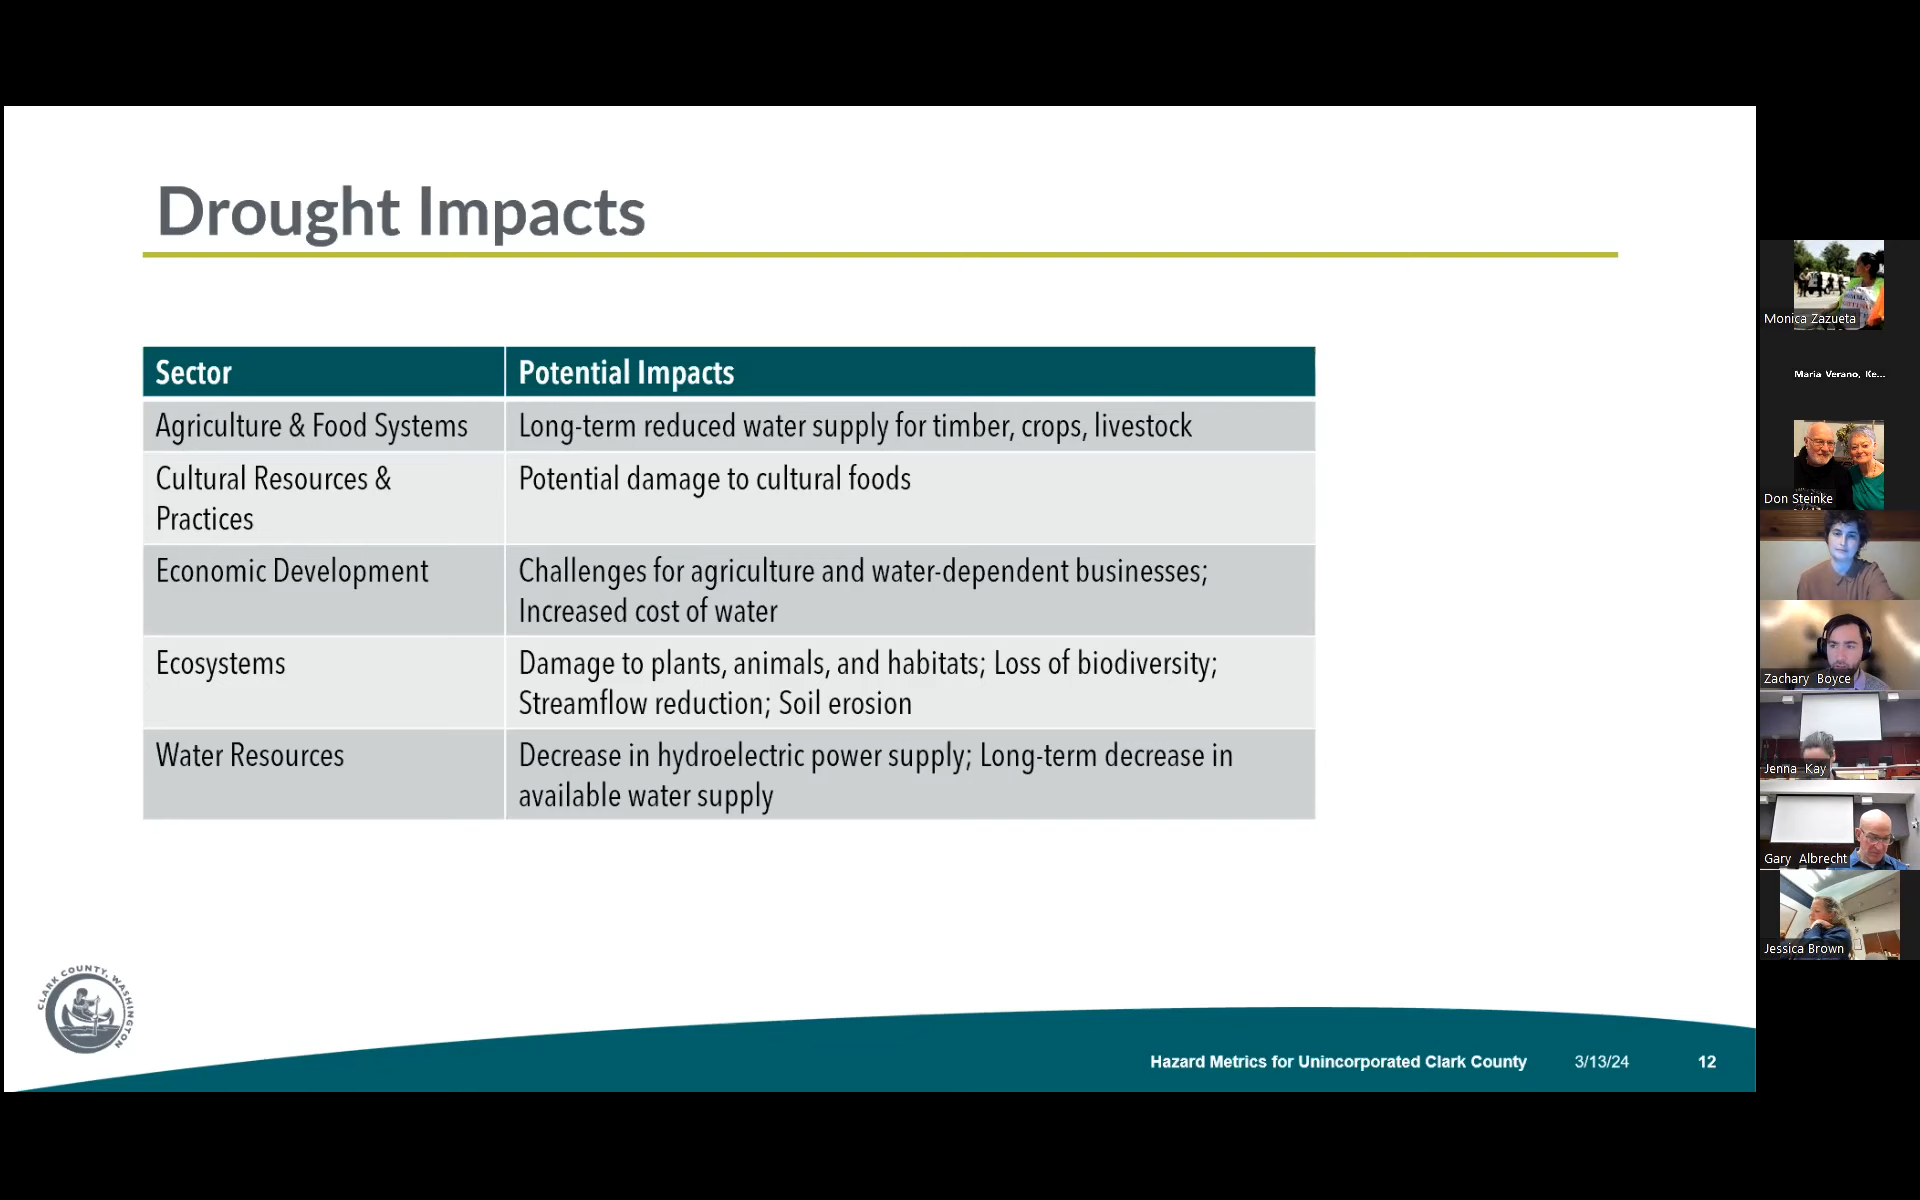 Drought Impacts
Sector
Potential Impacts
Agriculture & Food Systems
Long-term reduced water supply for timber, crops, livestock
Cultural Resources &
Practices
Potential damage to cultural foods
Economic Development
Challenges for agriculture and water-dependent businesses;
Increased cost of water
Ecosystems
Damage to plants, animals, and habitats; Loss of biodiversity;
Streamflow reduction; Soil erosion
Water Resources
Decrease in hydroelectric power supply; Long-term decrease in
available water supply
CLARK COUNTY, WASHINGTON
Hazard Metrics for Unincorporated Clark County
3/13/24
12
Monica Zazueta
Maria Verano, Ke...
Don Steinke
Zachary Boyce
Jenna Kay
Gary Albrecht
Jessica Brown